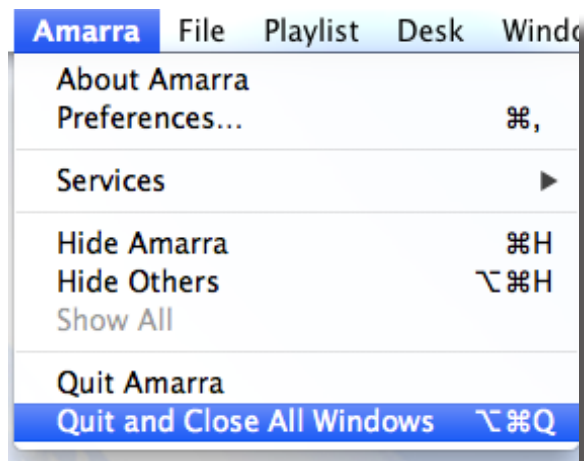 Amarra File Playlist Desk
About Amarra
Preferences... ⌘,
Services ▶
Hide Amarra ⌘H
Hide Others ⌥⌘H
Show All
Quit Amarra
Quit and Close All Windows ⌥⌘Q